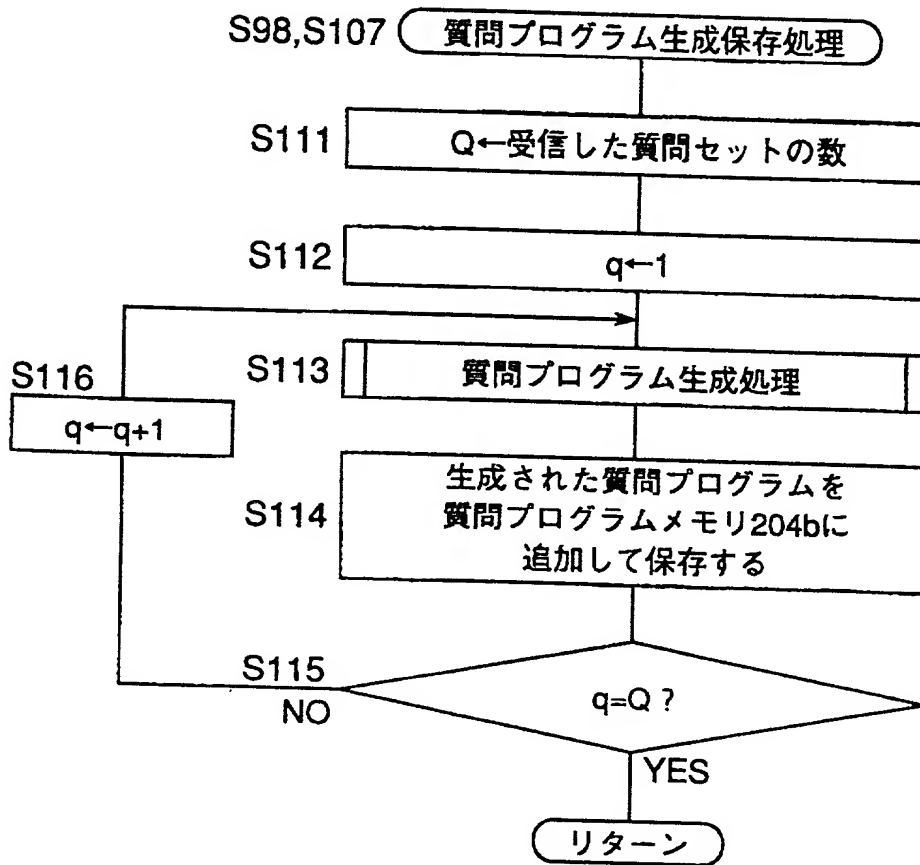 S98,S107 質問プログラム生成保存処理
S111 Q←受信した質問セットの数
S112 q←1
S116
q←q+1
S113 質問プログラム生成処理
生成された質問プログラムを
S114 質問プログラムメモリ204bに
追加して保存する
S115
q=Q ?
NO
YES
リターン